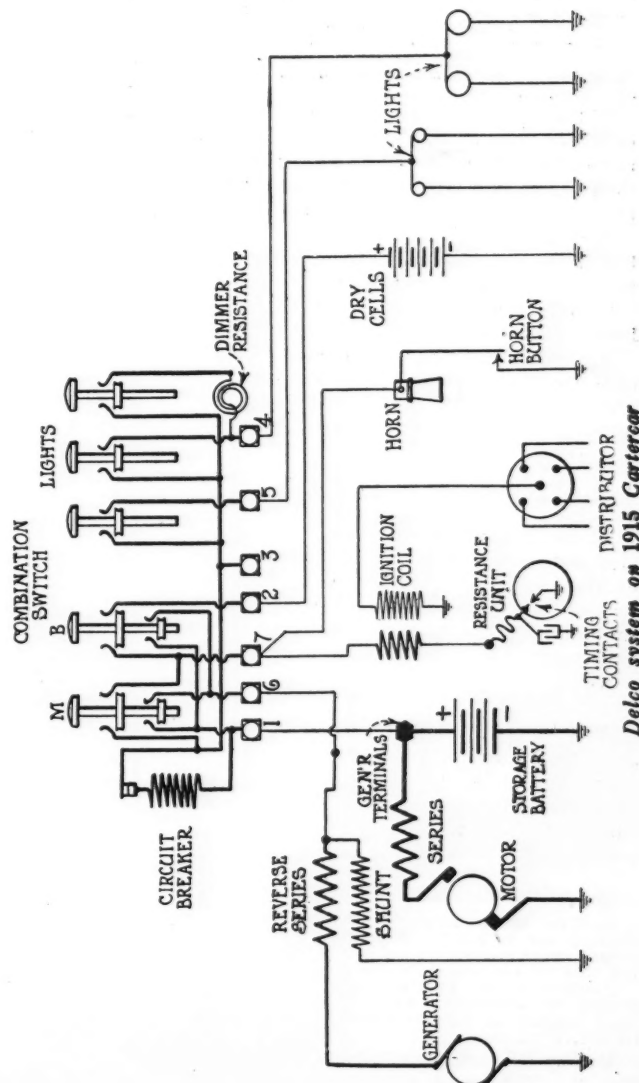 COMBINATION
SWITCH
LIGHTS
M
B
CIRCUIT
BREAKER
DIMMER
RESISTANCE
1
6
7
2
3
5
4
REVERSE
SERIES
SHUNT
GENERATOR
GEN'R
TERMINALS
SERIES
MOTOR
+
-
STORAGE
BATTERY
IGNITION
COIL
RESISTANCE
UNIT
TIMING
CONTACTS
DISTRIBUTOR
HORN
HORN
BUTTON
DRY
CELLS
+
-
LIGHTS
Delco system on 1915 Cartercar